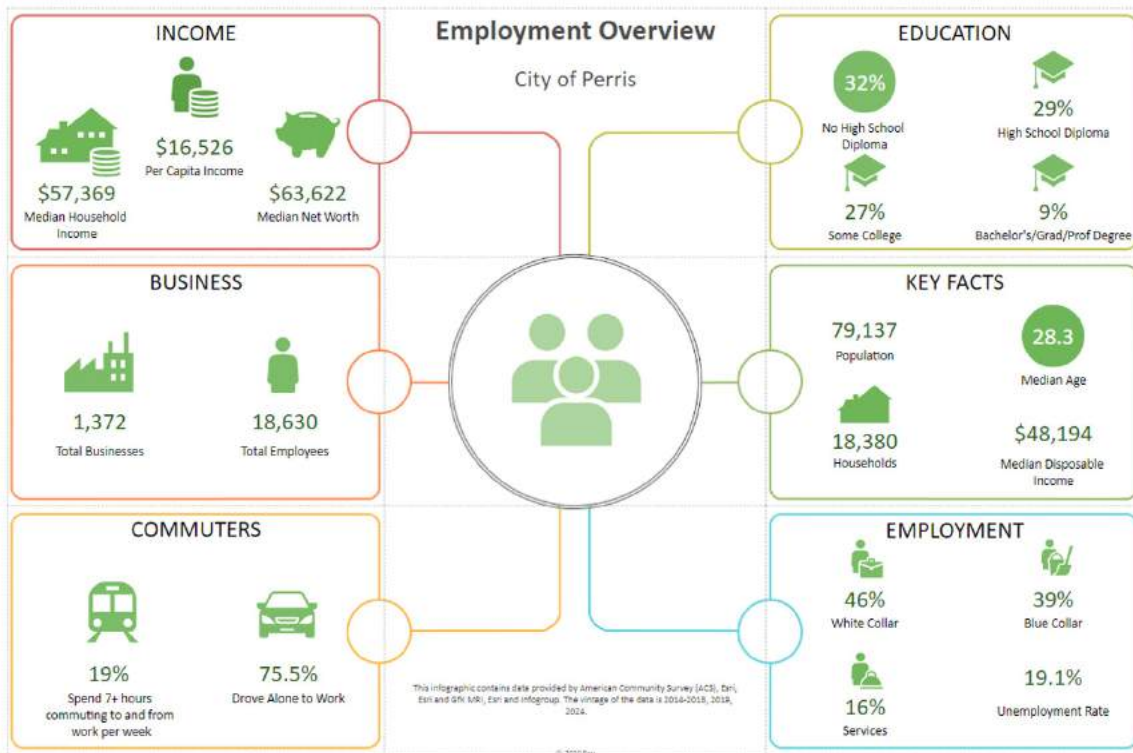 Employment Overview
City of Perris
INCOME
$16,526
Per Capita Income
$57,369
Median Household
Income
$63,622
Median Net Worth
EDUCATION
32%
No High School
Diploma
29%
High School Diploma
27%
Some College
9%
Bachelor's/Grad/Prof Degree
BUSINESS
1,372
Total Businesses
18,630
Total Employees
KEY FACTS
79,137
Population
28.3
Median Age
18,380
Households
$48,194
Median Disposable
Income
COMMUTERS
19%
Spend 7+ hours
commuting to and from
work per week
75.5%
Drove Alone to Work
EMPLOYMENT
46%
White Collar
39%
Blue Collar
16%
Services
19.1%
Unemployment Rate
This infographic contains data provided by American Community Survey (ACS), Esri,
Esri and GfK MRI, Esri and Infogroup. The vintage of the data is 2014-2018, 2019,
2024.